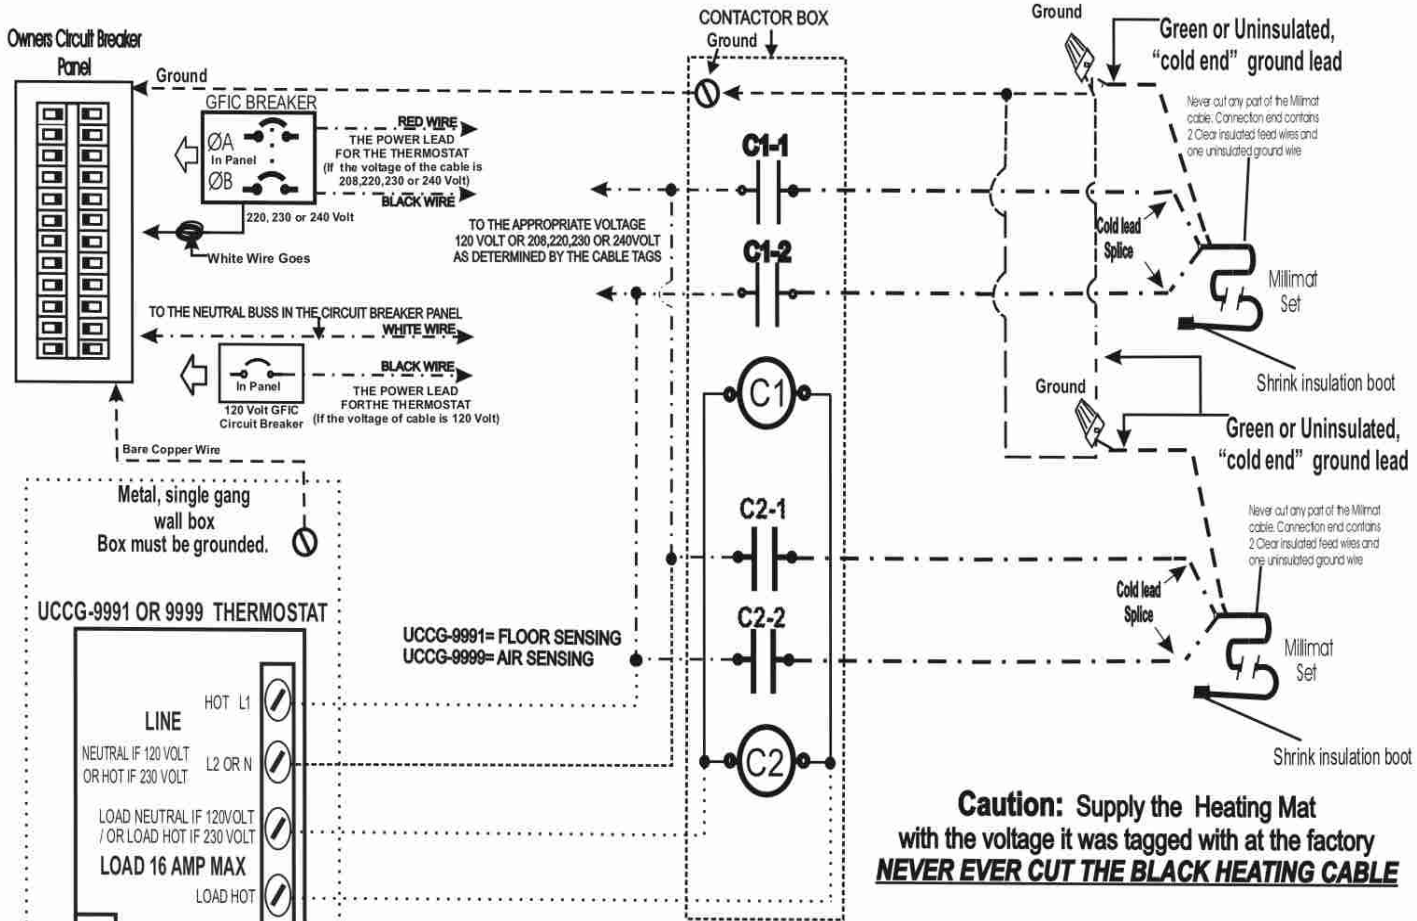 CONTACTOR BOX
Ground
Ground
Green or Uninsulated,
“cold end” ground lead
Owners Circuit Breaker
Panel
Ground
GFIC BREAKER
ØA
In Panel
ØB
RED WIRE
THE POWER LEAD
FOR THE THERMOSTAT
(If the voltage of the cable is
208,220,230 or 240 Volt)
BLACK WIRE
220, 230 or 240 Volt
White Wire Goes
TO THE NEUTRAL BUSS IN THE CIRCUIT BREAKER PANEL
WHITE WIRE
In Panel
120 Volt GFIC
Circuit Breaker
BLACK WIRE
THE POWER LEAD
FORTHE THERMOSTAT
(If the voltage of cable is 120 Volt)
Bare Copper Wire
TO THE APPROPRIATE VOLTAGE
120 VOLT OR 208,220,230 OR 240VOLT
AS DETERMINED BY THE CABLE TAGS
C1-1
C1-2
C1
C2-1
C2-2
C2
Never cut any part of the Millimat
cable. Connection end contains
2 Clear insulated feed wires and
one uninsulated ground wire
Cold lead
Splice
Millimat
Set
Shrink insulation boot
Ground
Green or Uninsulated,
“cold end” ground lead
Never cut any part of the Millimat
cable. Connection end contains
2 Clear insulated feed wires and
one uninsulated ground wire
Cold lead
Splice
Millimat
Set
Shrink insulation boot
Metal, single gang
wall box
Box must be grounded.
UCCG-9991 OR 9999 THERMOSTAT
UCCG-9991= FLOOR SENSING
UCCG-9999= AIR SENSING
HOT L1
LINE
NEUTRAL IF 120 VOLT
OR HOT IF 230 VOLT
L2 OR N
LOAD NEUTRAL IF 120VOLT
/ OR LOAD HOT IF 230 VOLT
LOAD 16 AMP MAX
LOAD HOT
Caution: Supply the Heating Mat
with the voltage it was tagged with at the factory
NEVER EVER CUT THE BLACK HEATING CABLE